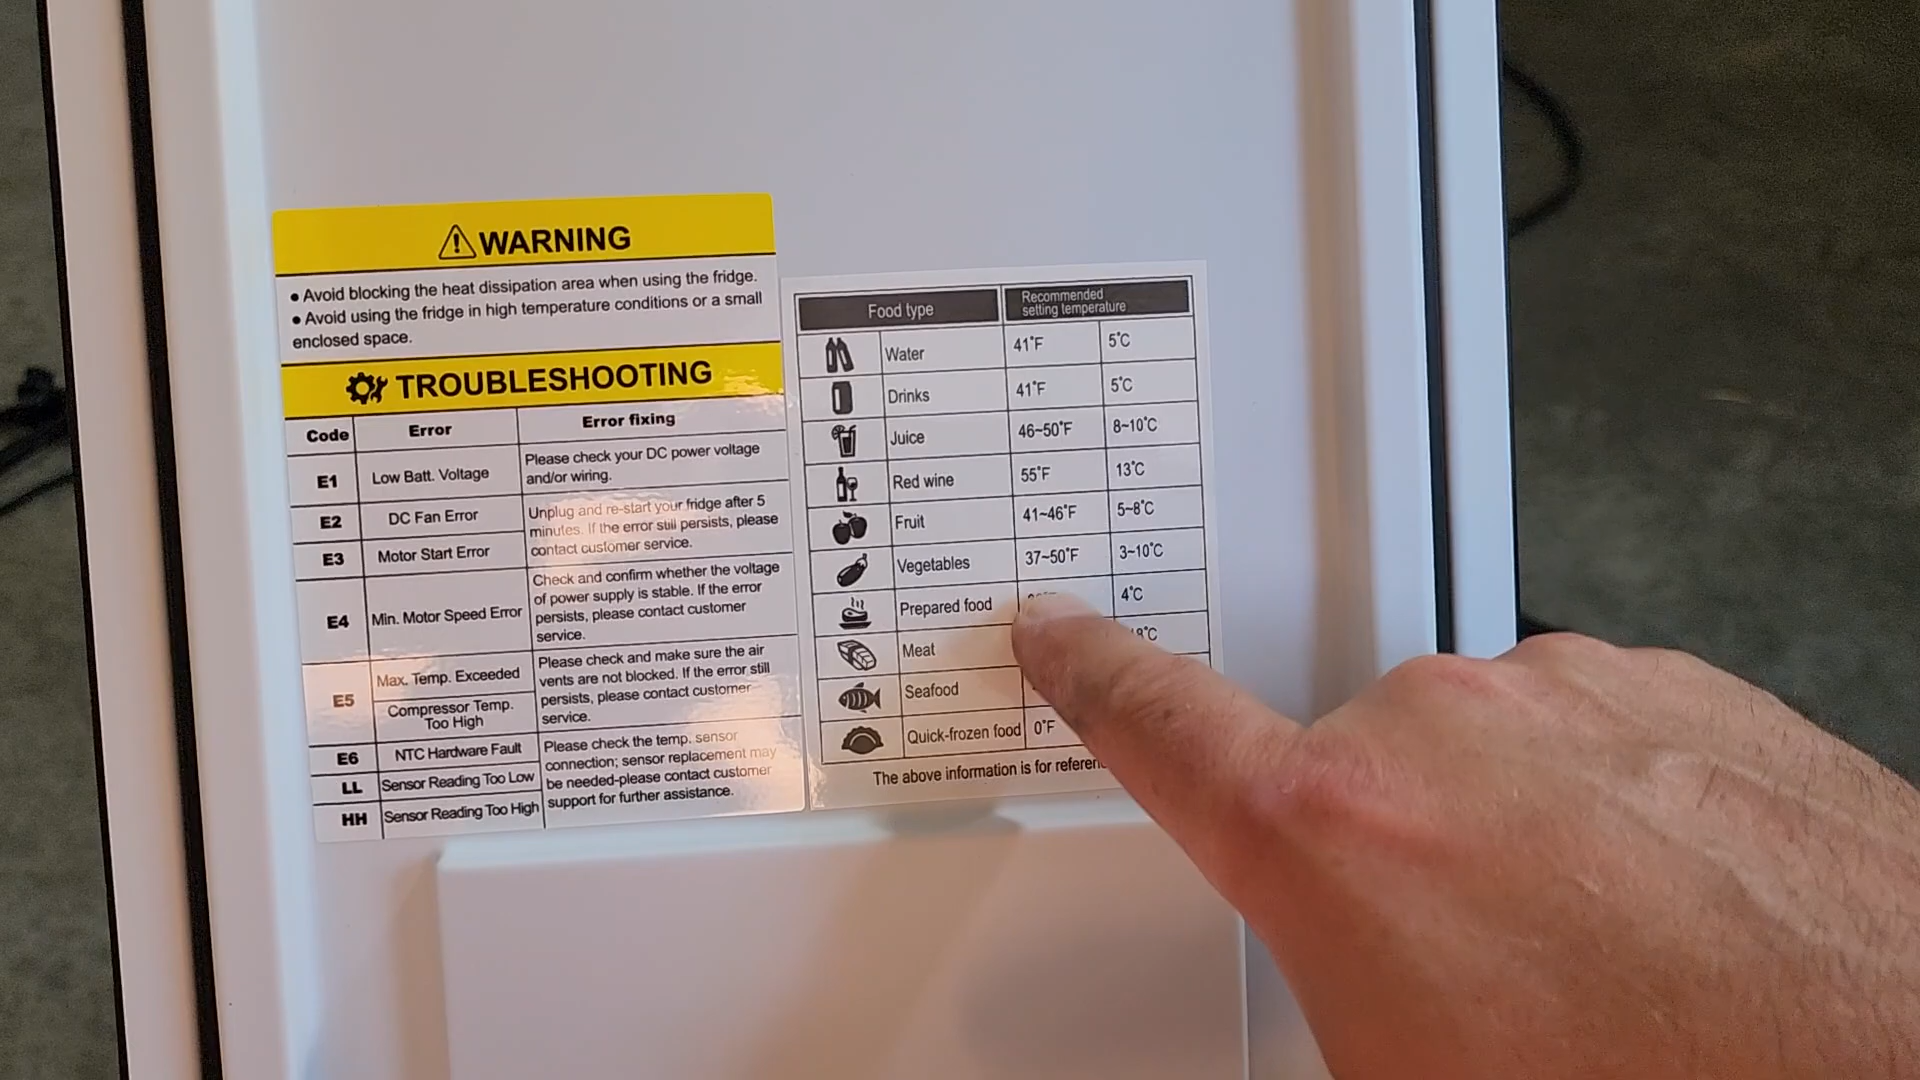 WARNING
• Avoid blocking the heat dissipation area when using the fridge.
• Avoid using the fridge in high temperature conditions or a small
enclosed space.
TROUBLESHOOTING
Code Error Error fixing
E1 Low Batt. Voltage Please check your DC power voltage
and/or wiring.
E2 DC Fan Error Unplug and re-start your fridge after 5
minutes. If the error still persists, please
E3 Motor Start Error contact customer service.
Check and confirm whether the voltage
of power supply is stable. If the error
E4 Min. Motor Speed Error persists, please contact customer
service.
E5 Max. Temp. Exceeded Please check and make sure the air
vents are not blocked. If the error still
Compressor Temp. persists, please contact customer
Too High service.
E6 NTC Hardware Fault Please check the temp. sensor
connection; sensor replacement may
LL Sensor Reading Too Low be needed-please contact customer
HH Sensor Reading Too High support for further assistance.
Food type Recommended
setting temperature
Water 41°F 5°C
Drinks 41°F 5°C
Juice 46~50°F 8~10°C
Red wine 55°F 13°C
Fruit 41~46°F 5~8°C
Vegetables 37~50°F 3~10°C
Prepared food 4°C
Meat
Seafood
Quick-frozen food 0°F
The above information is for